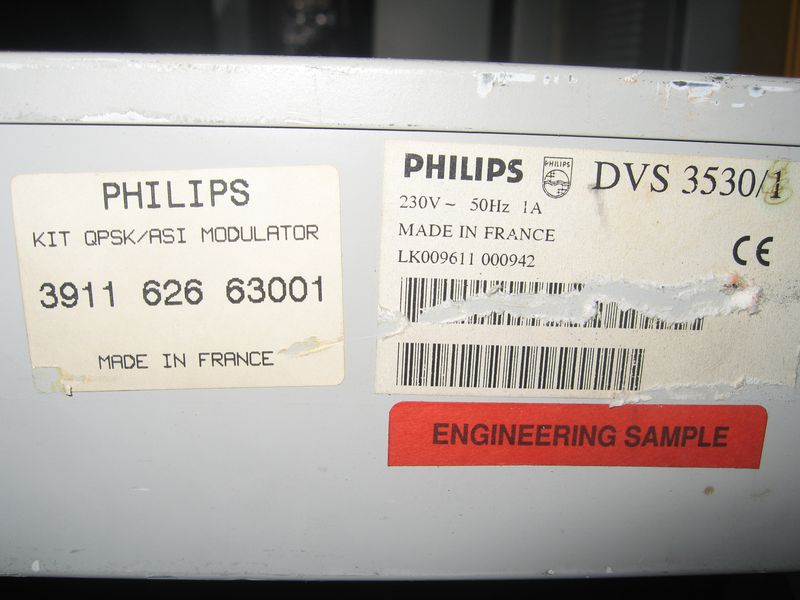 PHILIPS
KIT QPSK/ASI MODULATOR
3911 626 63001
MADE IN FRANCE
PHILIPS PHILIPS DVS 3530/1
230V ~ 50Hz 1A
MADE IN FRANCE
LK009611 000942
CE
ENGINEERING SAMPLE